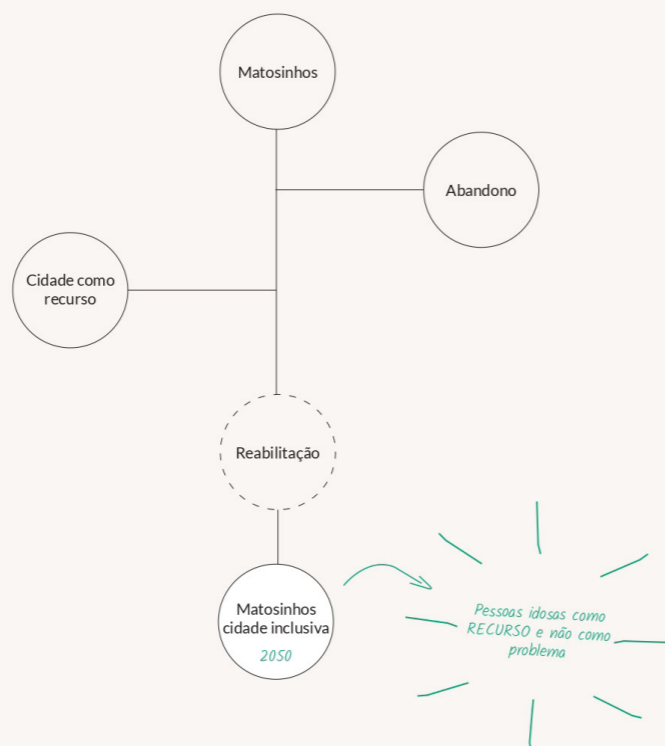 Matosinhos
Abandono
Cidade como
recurso
Reabilitação
Matosinhos
cidade inclusiva
2050
Pessoas idosas como
RECURSO e não como
problema